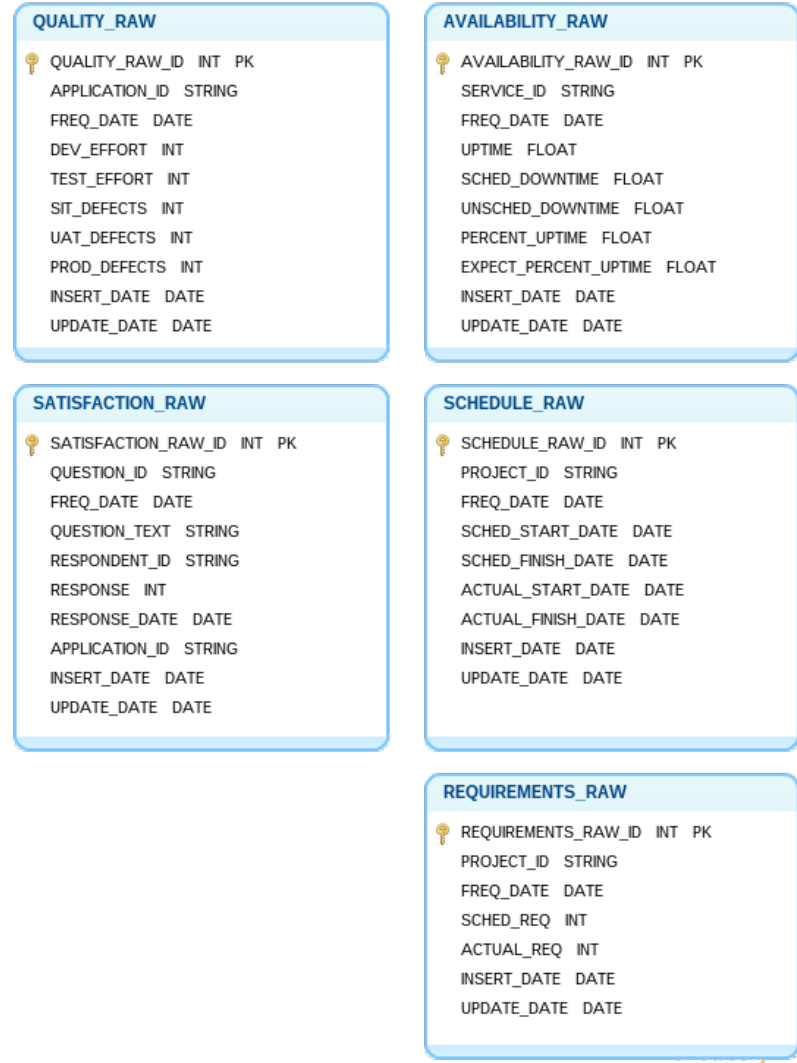 QUALITY_RAW
QUALITY_RAW_ID INT PK
APPLICATION_ID STRING
FREQ_DATE DATE
DEV_EFFORT INT
TEST_EFFORT INT
SIT_DEFECTS INT
UAT_DEFECTS INT
PROD_DEFECTS INT
INSERT_DATE DATE
UPDATE_DATE DATE
AVAILABILITY_RAW
AVAILABILITY_RAW_ID INT PK
SERVICE_ID STRING
FREQ_DATE DATE
UPTIME FLOAT
SCHED_DOWNTIME FLOAT
UNSCHED_DOWNTIME FLOAT
PERCENT_UPTIME FLOAT
EXPECT_PERCENT_UPTIME FLOAT
INSERT_DATE DATE
UPDATE_DATE DATE
SATISFACTION_RAW
SATISFACTION_RAW_ID INT PK
QUESTION_ID STRING
FREQ_DATE DATE
QUESTION_TEXT STRING
RESPONDENT_ID STRING
RESPONSE INT
RESPONSE_DATE DATE
APPLICATION_ID STRING
INSERT_DATE DATE
UPDATE_DATE DATE
SCHEDULE_RAW
SCHEDULE_RAW_ID INT PK
PROJECT_ID STRING
FREQ_DATE DATE
SCHED_START_DATE DATE
SCHED_FINISH_DATE DATE
ACTUAL_START_DATE DATE
ACTUAL_FINISH_DATE DATE
INSERT_DATE DATE
UPDATE_DATE DATE
REQUIREMENTS_RAW
REQUIREMENTS_RAW_ID INT PK
PROJECT_ID STRING
FREQ_DATE DATE
SCHED_REQ INT
ACTUAL_REQ INT
INSERT_DATE DATE
UPDATE_DATE DATE